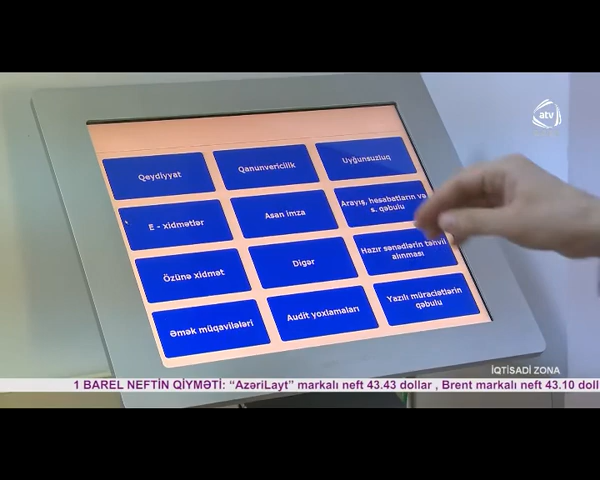 atv
Qeydiyyat
Qanunvericilik
Uyğunsuzluq
E - xidmətlər
Asan imza
Arayış, hesabatların və
s. qəbulu
Özünə xidmət
Digər
Hazır sənədlərin təhvil
alınması
Əmək müqavilələri
Audit yoxlamaları
Yazılı müraciətlərin
qəbulu
İQTİSADİ ZONA
1 BAREL NEFTİN QİYMƏTİ: “AzəriLayt” markalı neft 43.43 dollar , Brent markalı neft 43.10 doll